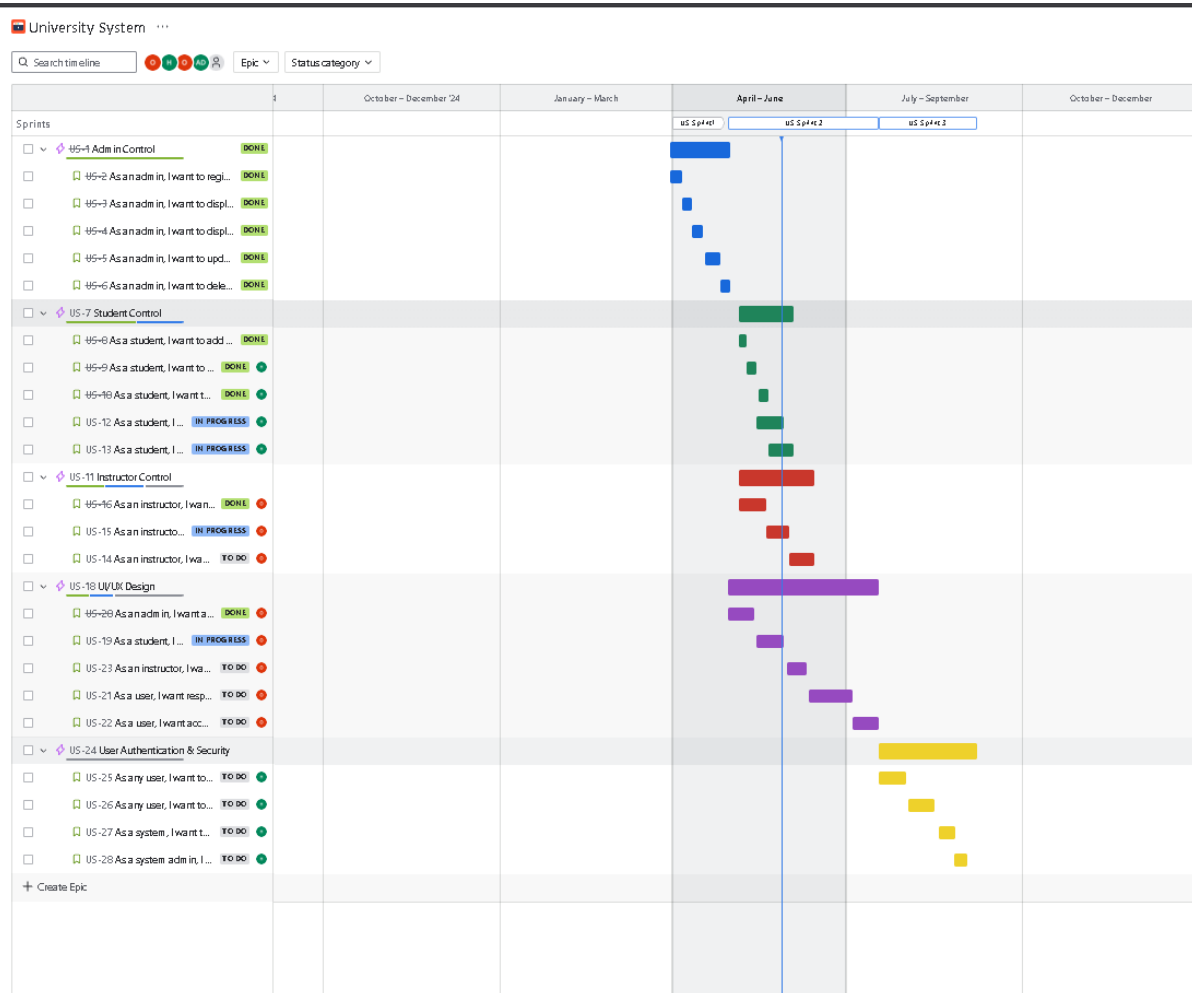 University System ...
Search timeline
O H O AD Epic Status category
October – December '24 January – March April – June July – September October – December
Sprints US Sprint 1 US Sprint 2 US Sprint 3
US-1 Admin Control DONE
US-2 As an admin, I want to regi... DONE
US-3 As an admin, I want to displ... DONE
US-4 As an admin, I want to displ... DONE
US-5 As an admin, I want to upd... DONE
US-6 As an admin, I want to dele... DONE
US-7 Student Control
US-8 As a student, I want to add ... DONE
US-9 As a student, I want to ... DONE
US-10 As a student, I want t... DONE
US-12 As a student, I ... IN PROGRESS
US-13 As a student, I ... IN PROGRESS
US-11 Instructor Control
US-16 As an instructor, I wan... DONE
US-15 As an instructo... IN PROGRESS
US-14 As an instructor, I wa... TO DO
US-18 UI/UX Design
US-20 As an admin, I want a... DONE
US-19 As a student, I ... IN PROGRESS
US-23 As an instructor, I wa... TO DO
US-21 As a user, I want resp... TO DO
US-22 As a user, I want acc... TO DO
US-24 User Authentication & Security
US-25 As any user, I want to... TO DO
US-26 As any user, I want to... TO DO
US-27 As a system, I want t... TO DO
US-28 As a system admin, I ... TO DO
+ Create Epic